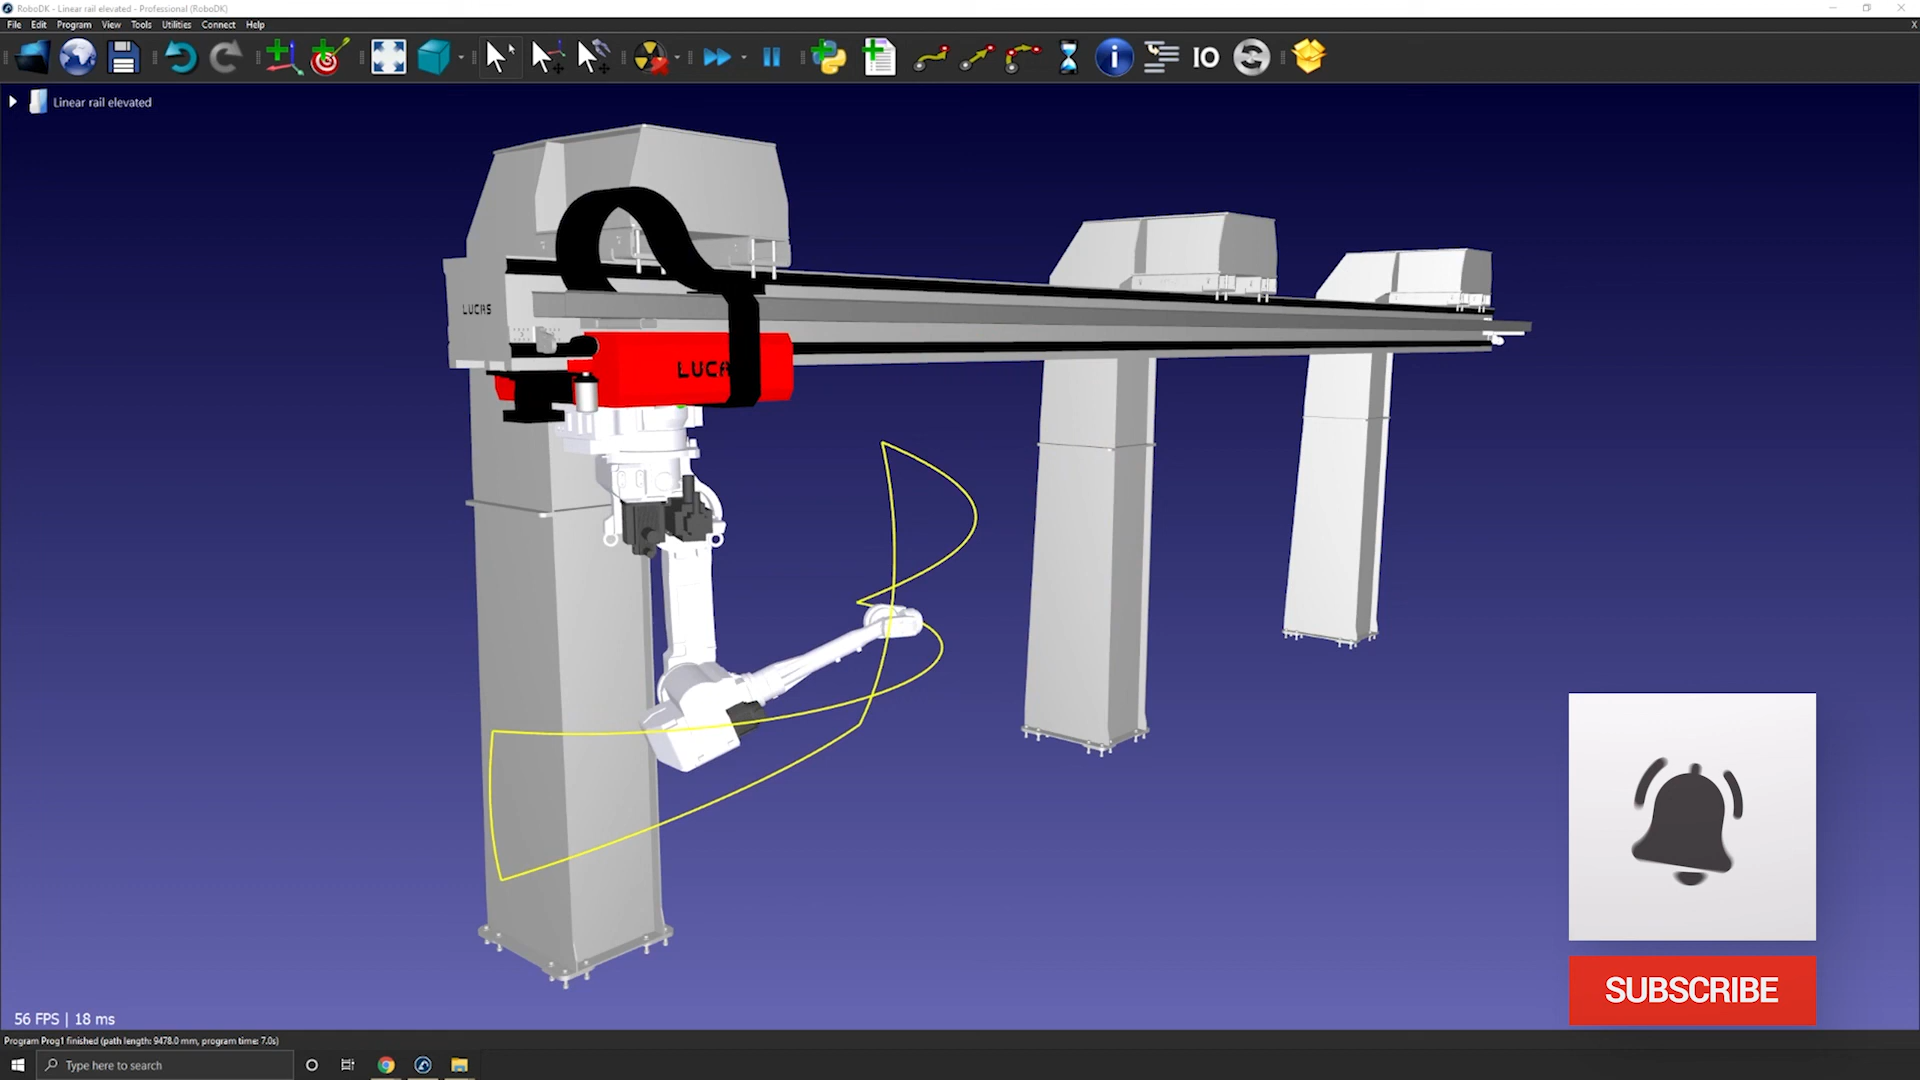 RoboDK - Linear rail elevated - Professional (RoboDK)
File Edit Program View Tools Utilities Connect Help
X
IO
Linear rail elevated
LUCAS
LUCA
56 FPS | 18 ms
SUBSCRIBE
Program Prog1 finished (path length: 9478.0 mm, program time: 7.0s)
Type here to search